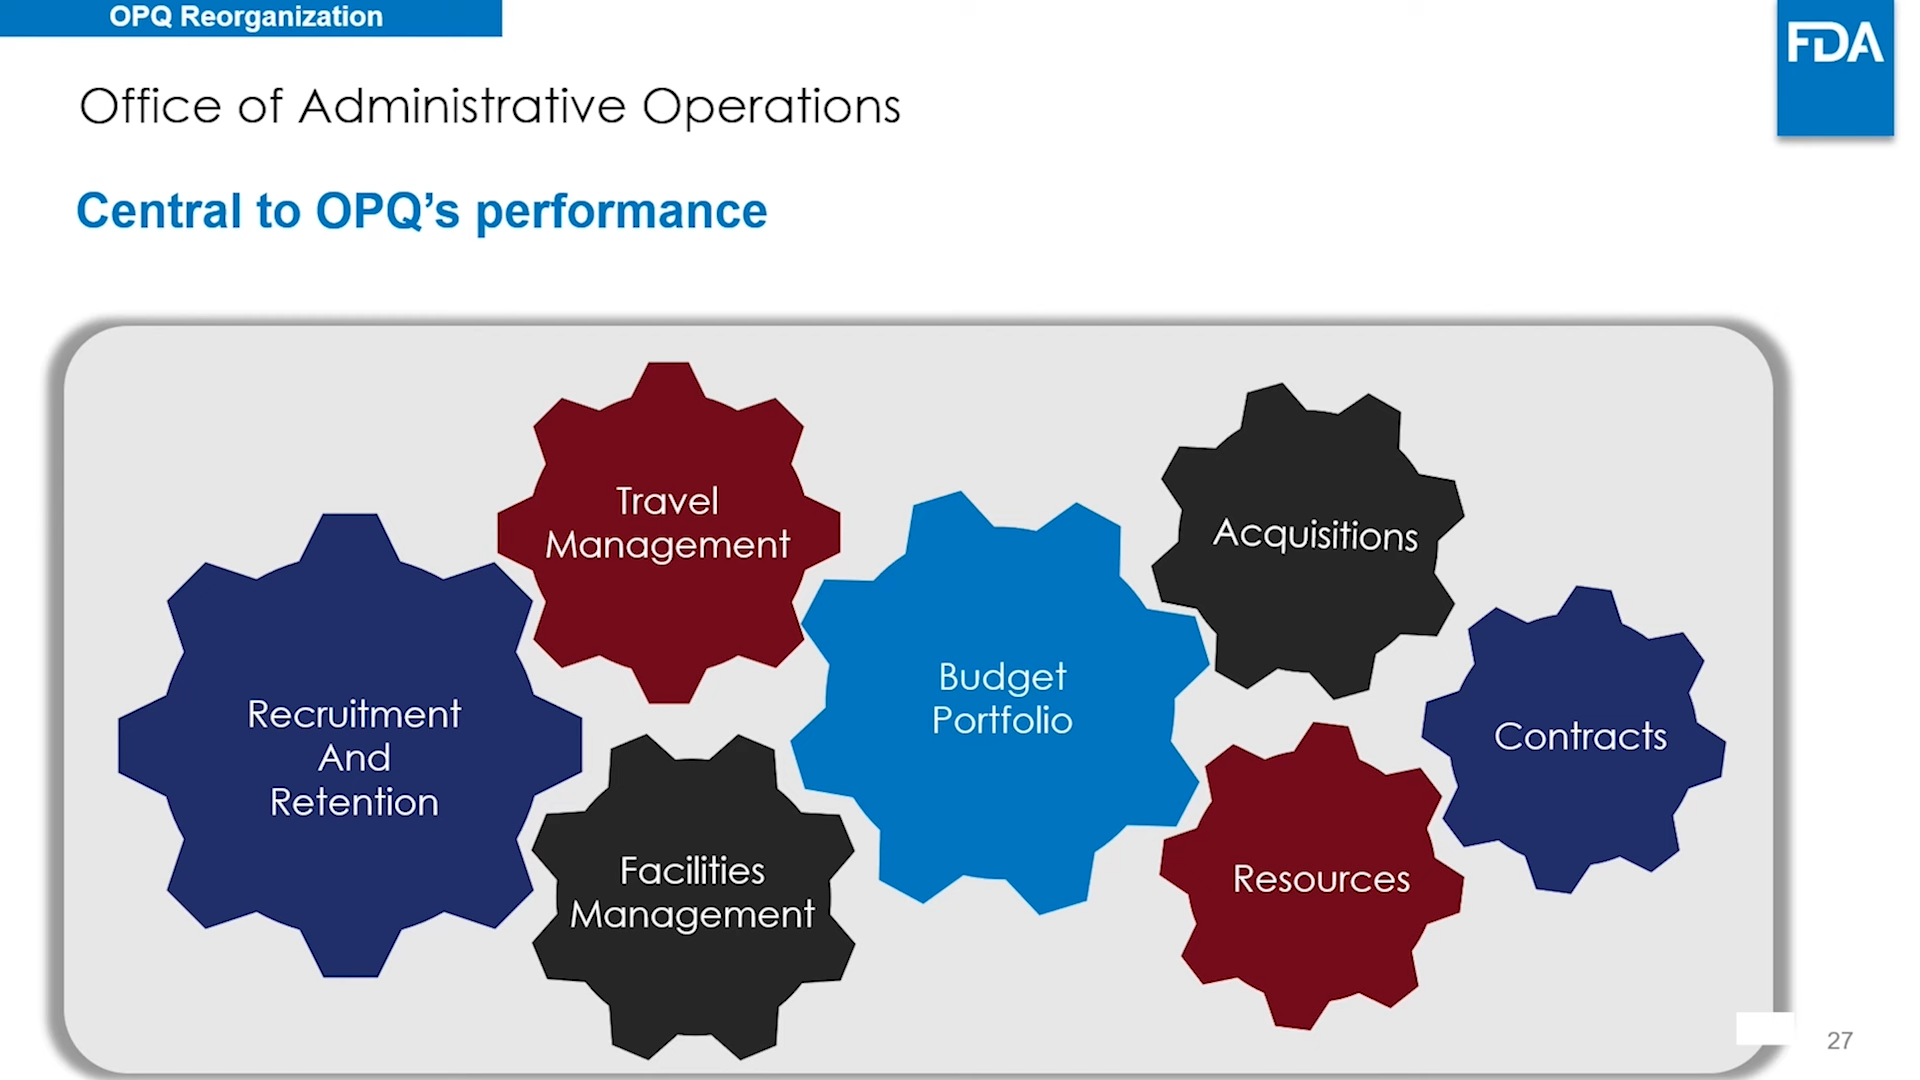 OPQ Reorganization
FDA
Office of Administrative Operations
Central to OPQ’s performance
Travel
Management
Recruitment
And
Retention
Facilities
Management
Budget
Portfolio
Acquisitions
Resources
Contracts
27